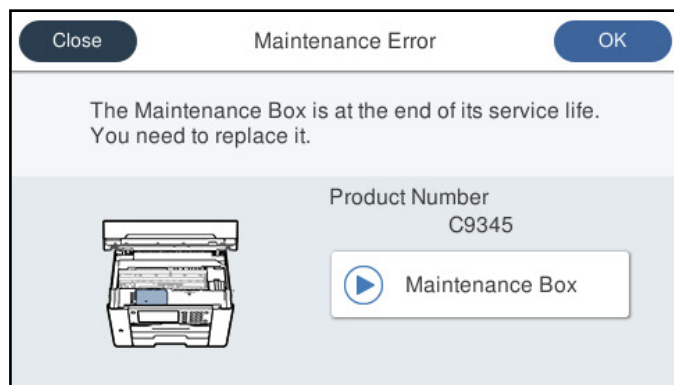 Close
Maintenance Error
OK
The Maintenance Box is at the end of its service life.
You need to replace it.
Product Number
C9345
Maintenance Box